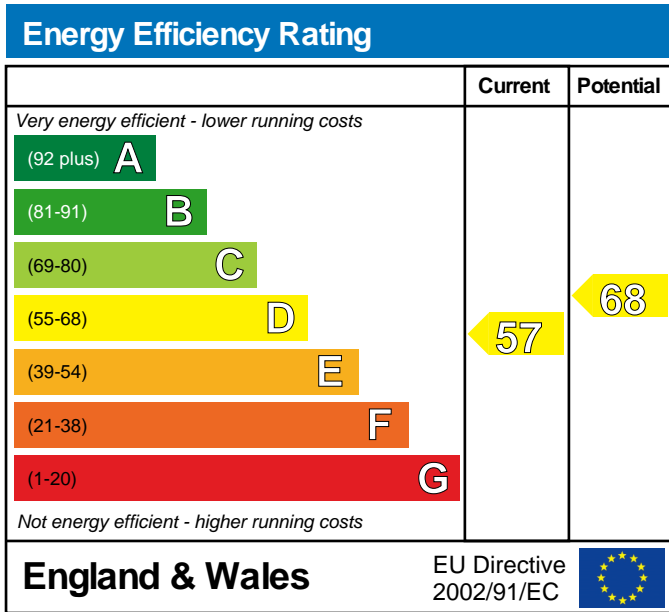 Energy Efficiency Rating
Current Potential
Very energy efficient - lower running costs
(92 plus) A
(81-91) B
(69-80) C
(55-68) D
(39-54) E
(21-38) F
(1-20) G
57
68
Not energy efficient - higher running costs
England & Wales
EU Directive
2002/91/EC